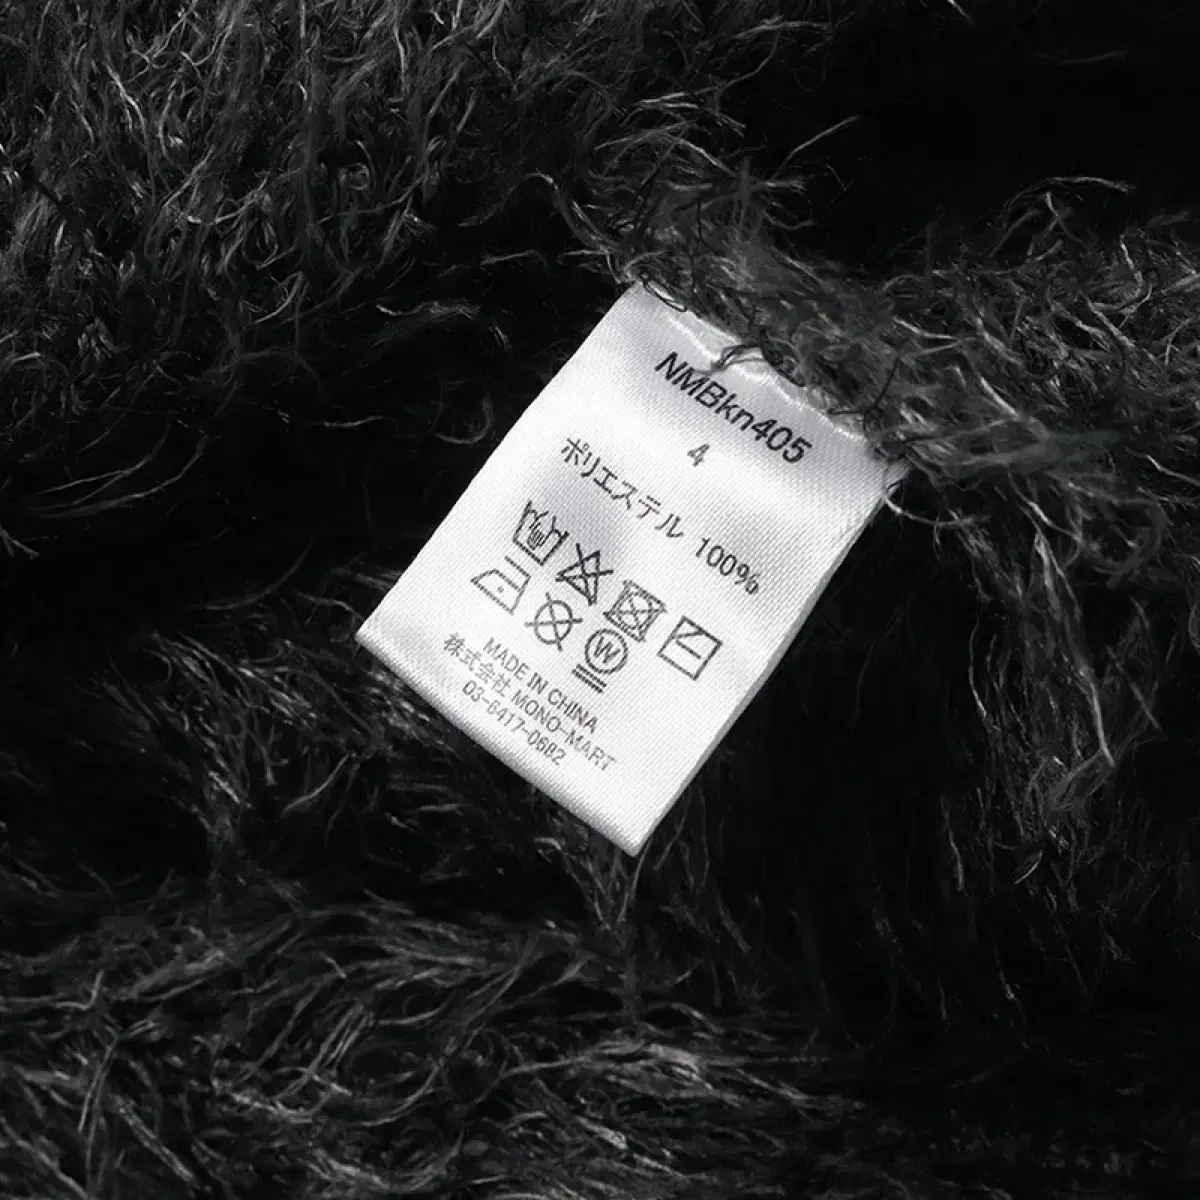 NMBkn405
4
ポリエステル 100%
W
MADE IN CHINA
株式会社 MONO-MART
03-6417-0682